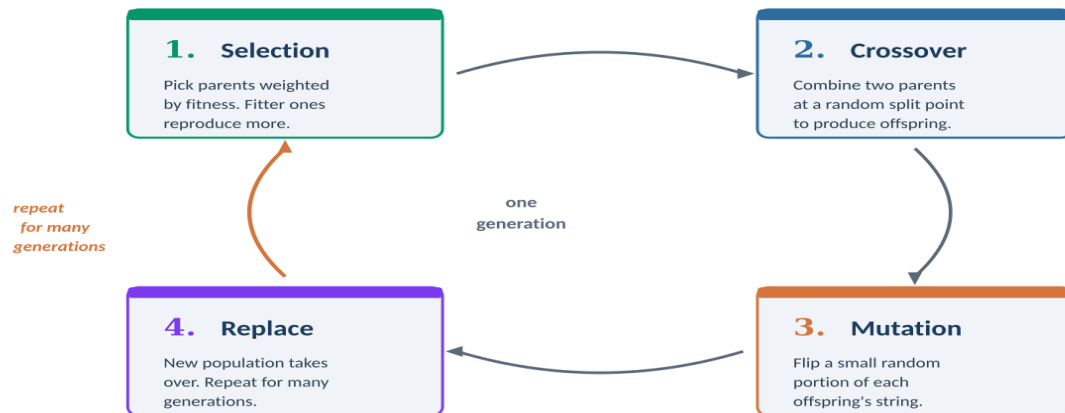 1. Selection
Pick parents weighted
by fitness. Fitter ones
reproduce more.
2. Crossover
Combine two parents
at a random split point
to produce offspring.
repeat
for many
generations
one
generation
4. Replace
New population takes
over. Repeat for many
generations.
3. Mutation
Flip a small random
portion of each
offspring's string.